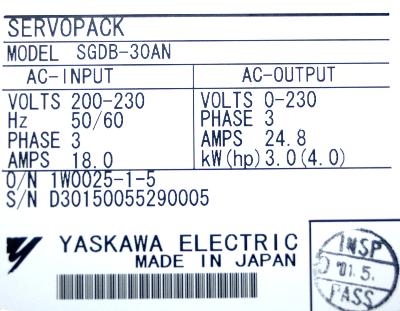 SERVOPACK
MODEL SGDB-30AN
AC-INPUT
VOLTS 200-230
Hz 50/60
PHASE 3
AMPS 18.0
AC-OUTPUT
VOLTS 0-230
PHASE 3
AMPS 24.8
kW(hp) 3.0(4.0)
O/N 1W0025-1-5
S/N D30150055290005
YASKAWA ELECTRIC
MADE IN JAPAN
INSP
'01.5.
PASS